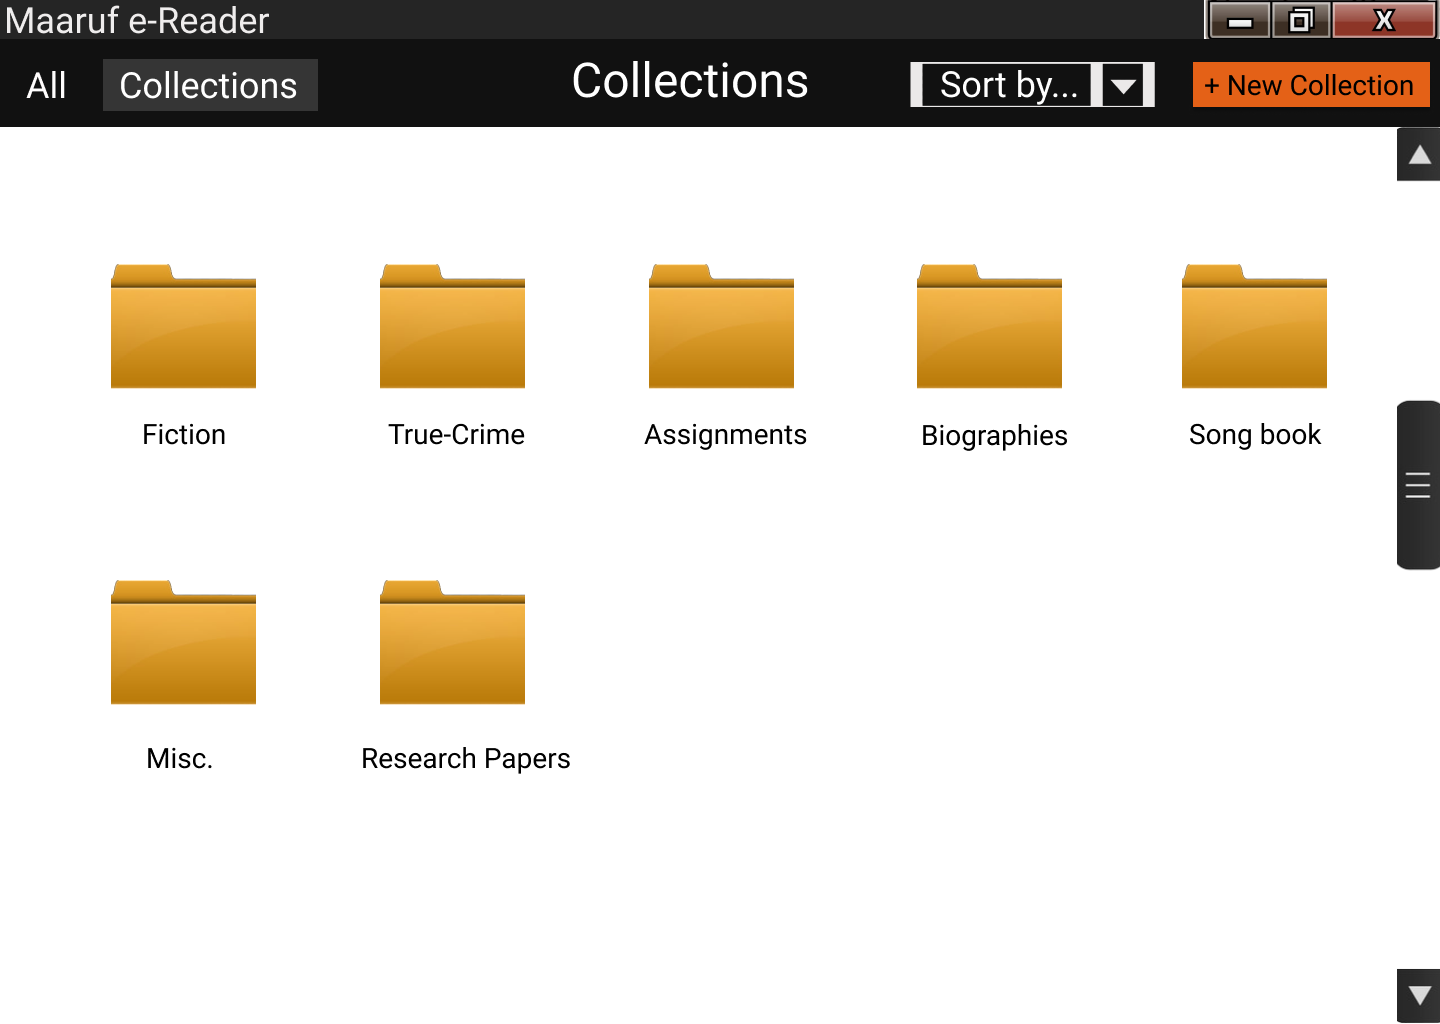 Maaruf e-Reader
X
All
Collections
Collections
Sort by...
+ New Collection
Fiction
True-Crime
Assignments
Biographies
Song book
Misc.
Research Papers